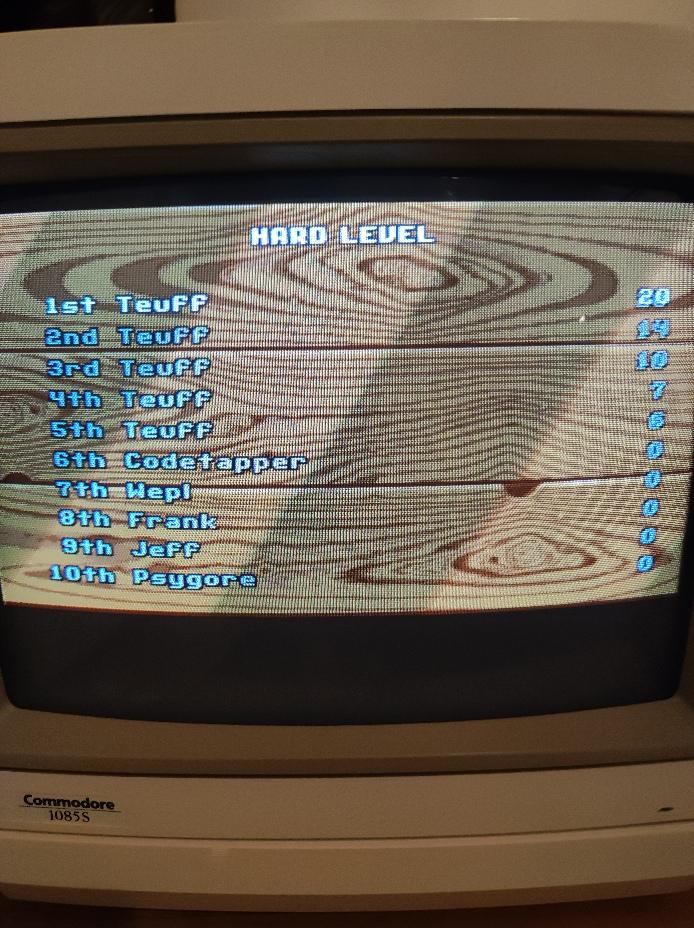 HARD LEVEL
1st Teuff 20
2nd Teuff 14
3rd Teuff 10
4th Teuff 7
5th Teuff 6
6th Codetapper 0
7th Wepl 0
8th Frank 0
9th Jeff 0
10th Psygore 0
Commodore
1085S